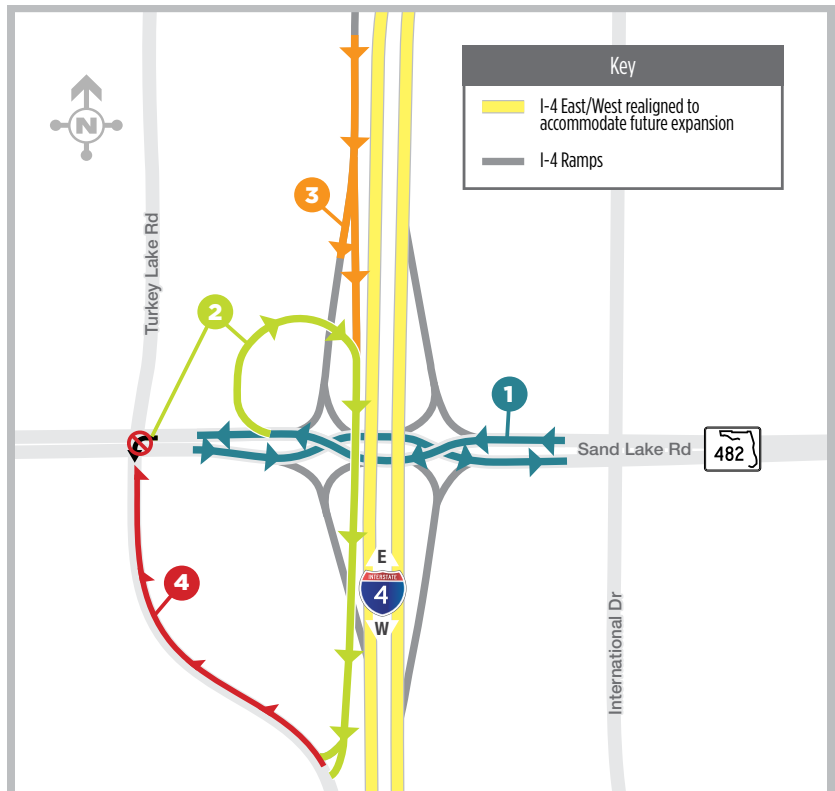 Key
I-4 East/West realigned to
accommodate future expansion
I-4 Ramps
N
3
Turkey Lake Rd
2
1
Sand Lake Rd
482
E
INTERSTATE
4
W
4
International Dr